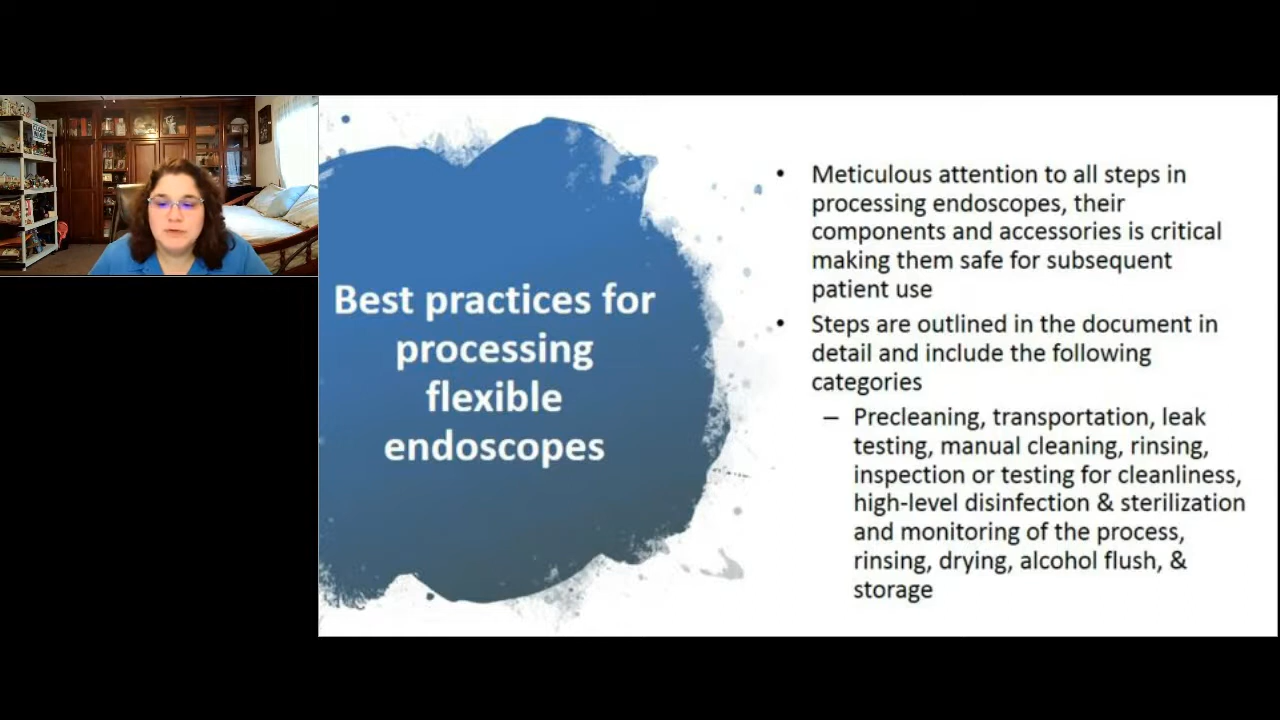 Best practices for
processing
flexible
endoscopes
• Meticulous attention to all steps in
processing endoscopes, their
components and accessories is critical
making them safe for subsequent
patient use
• Steps are outlined in the document in
detail and include the following
categories
– Precleaning, transportation, leak
testing, manual cleaning, rinsing,
inspection or testing for cleanliness,
high-level disinfection & sterilization
and monitoring of the process,
rinsing, drying, alcohol flush, &
storage